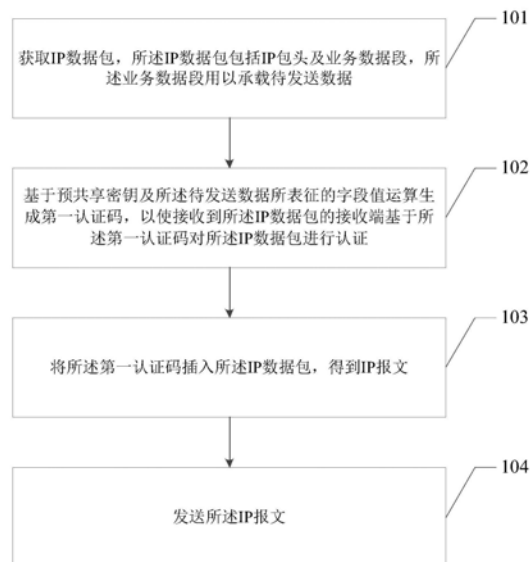 101
获取IP数据包，所述IP数据包包括IP包头及业务数据段，所
述业务数据段用以承载待发送数据
102
基于预共享密钥及所述待发送数据所表征的字段值运算生
成第一认证码，以使接收到所述IP数据包的接收端基于所
述第一认证码对所述IP数据包进行认证
103
将所述第一认证码插入所述IP数据包，得到IP报文
104
发送所述IP报文